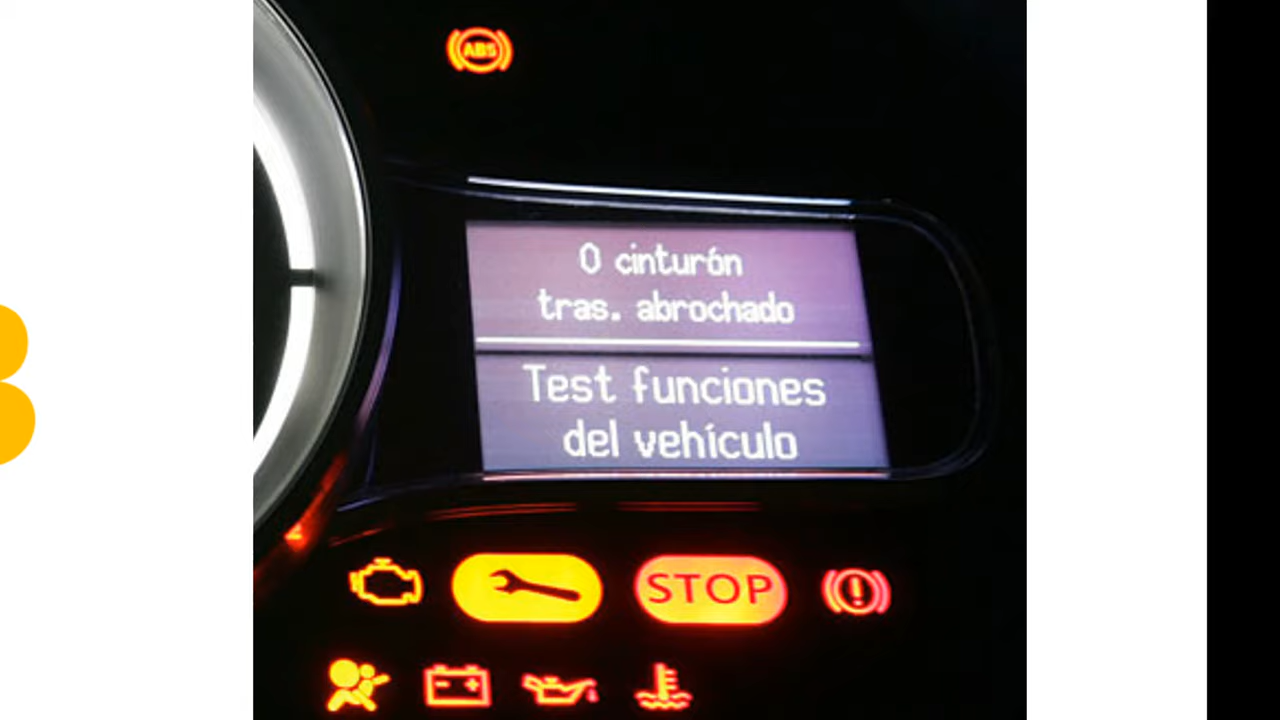 ABS
0 cinturón
tras. abrochado
Test funciones
del vehículo
STOP